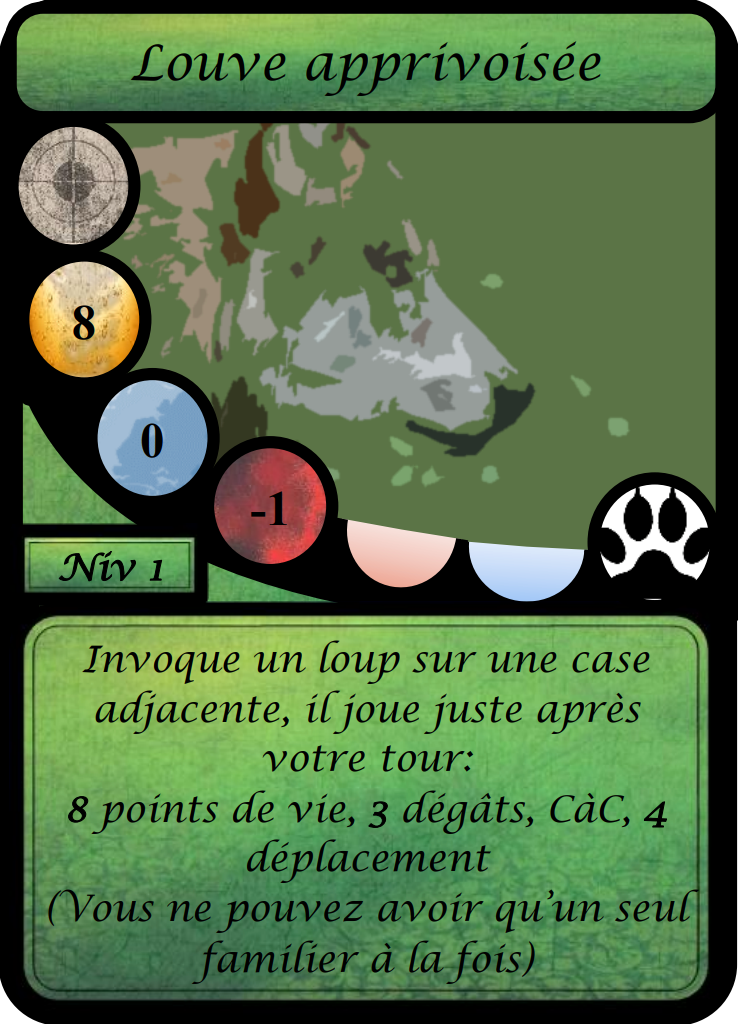 Louve apprivoisée
8
0
-1
Niv 1
Invoque un loup sur une case
adjacente, il joue juste après
votre tour:
8 points de vie, 3 dégâts, CàC, 4
déplacement
(Vous ne pouvez avoir qu'un seul
familier à la fois)